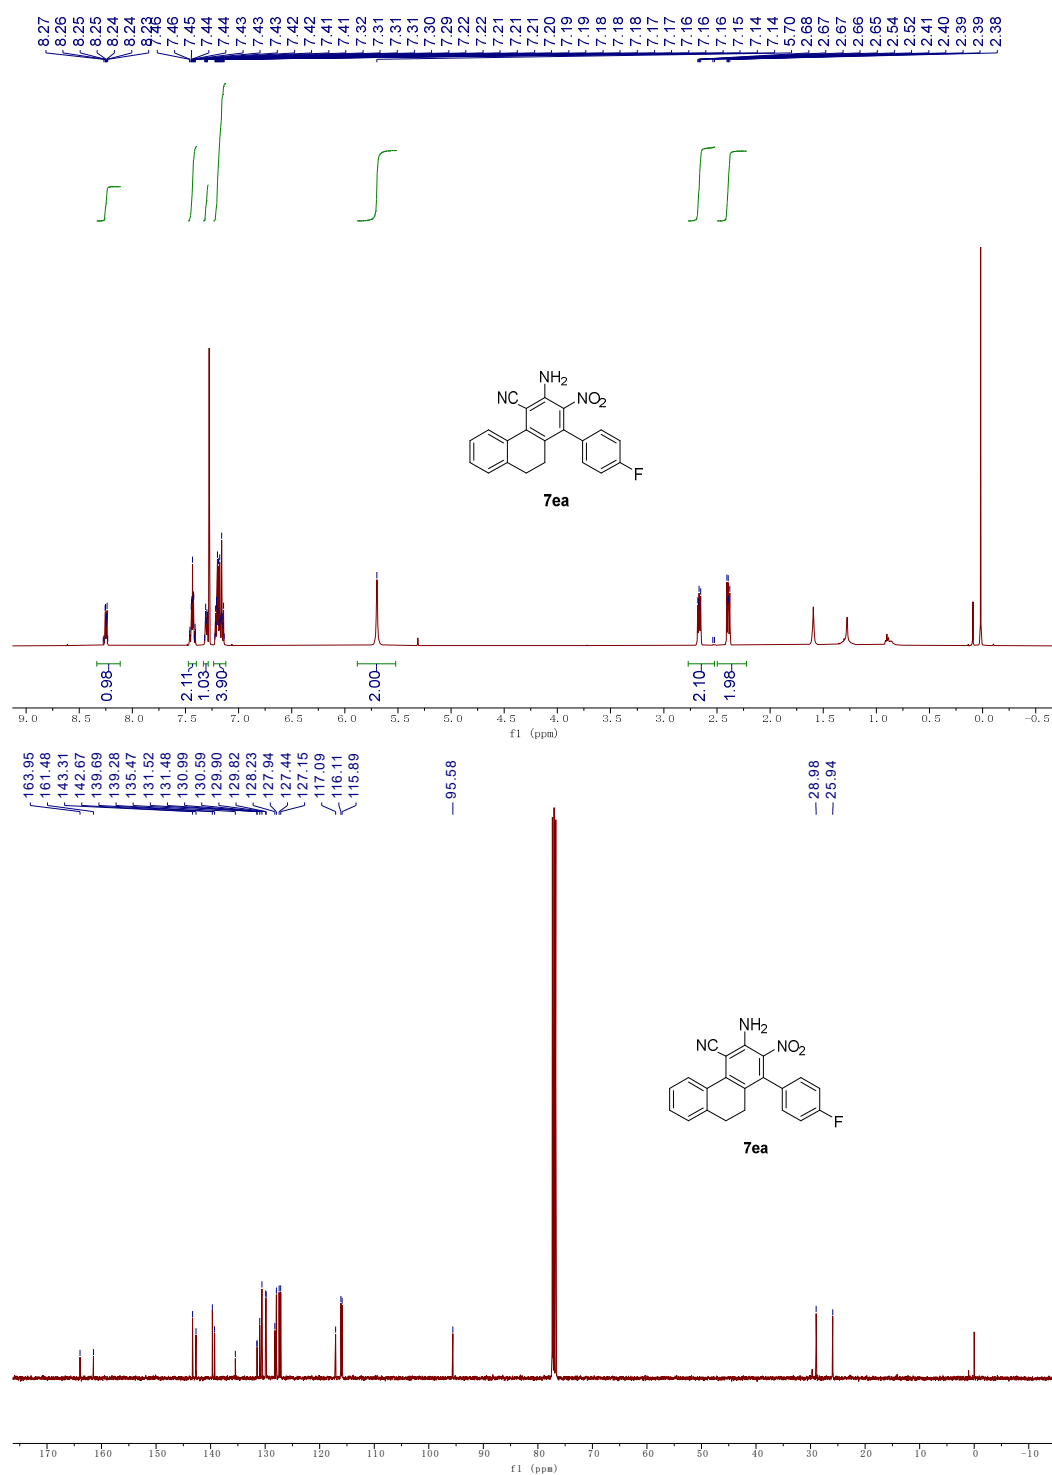 8.27 8.26 8.25 8.25 8.24 8.24 8.23 7.46 7.46 7.45 7.44 7.44 7.43 7.43 7.43 7.42 7.42 7.41 7.41 7.32 7.31 7.31 7.31 7.30 7.29 7.22 7.22 7.21 7.21 7.21 7.20 7.19 7.19 7.18 7.18 7.18 7.17 7.17 7.16 7.16 7.16 7.15 7.14 7.14 5.70 2.68 2.67 2.67 2.66 2.65 2.54 2.52 2.41 2.40 2.39 2.39 2.38
NH2
NC
NO2
F
7ea
0.98 2.11 1.03 3.90 2.00 2.10 1.98
9.0 8.5 8.0 7.5 7.0 6.5 6.0 5.5 5.0 4.5 4.0 3.5 3.0 2.5 2.0 1.5 1.0 0.5 0.0 -0.5
f1 (ppm)
163.95 161.48 143.31 142.67 139.69 139.28 135.47 131.52 131.48 130.99 130.59 129.90 129.82 128.23 127.94 127.44 127.15 117.09 116.11 115.89 95.58 28.98 25.94
NH2
NC
NO2
F
7ea
170 160 150 140 130 120 110 100 90 80 70 60 50 40 30 20 10 0 -10
f1 (ppm)